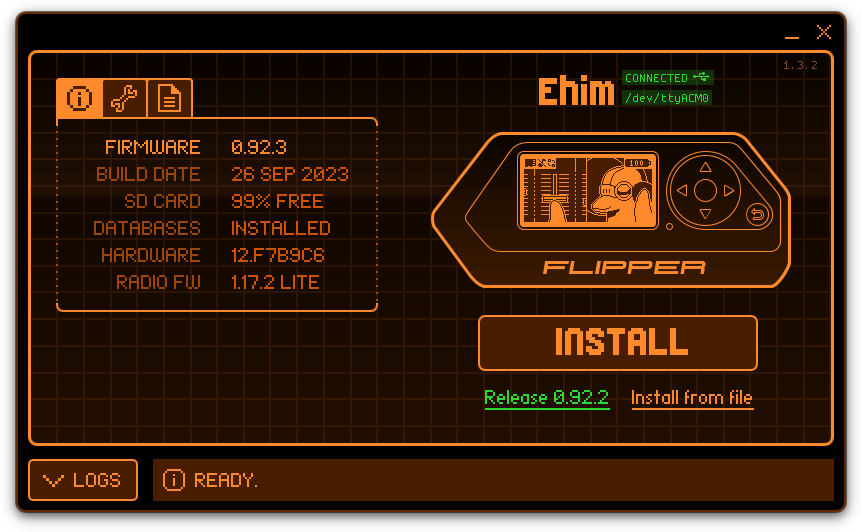 1.3.2
Ehim
CONNECTED
/dev/ttyACM0
FIRMWARE 0.92.3
BUILD DATE 26 SEP 2023
SD CARD 99% FREE
DATABASES INSTALLED
HARDWARE 12.F7B9C6
RADIO FW 1.17.2 LITE
100
FLIPPER
INSTALL
Release 0.92.2 Install from file
LOGS READY.